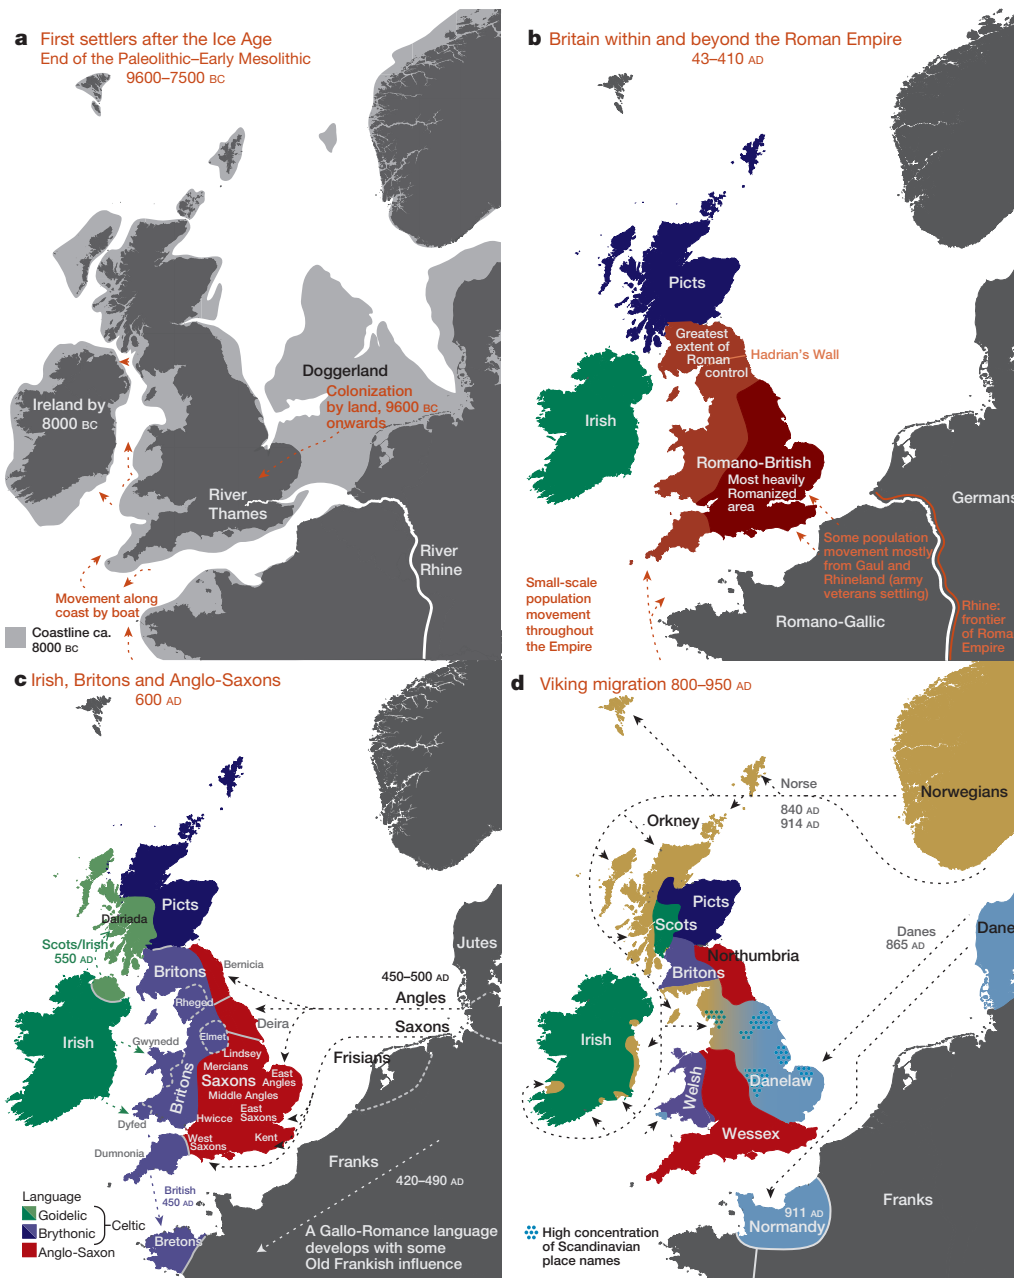 a First settlers after the Ice Age
End of the Paleolithic–Early Mesolithic
9600–7500 BC
Doggerland
Colonization
by land, 9600 BC
onwards
Ireland by
8000 BC
River
Thames
River
Rhine
Movement along
coast by boat
Coastline ca.
8000 BC
b Britain within and beyond the Roman Empire
43–410 AD
Picts
Greatest
extent of
Roman
control
Hadrian's Wall
Irish
Romano-British
Most heavily
Romanized
area
Germans
Some population
movement mostly
from Gaul and
Rhineland (army
veterans settling)
Small-scale
population
movement
throughout
the Empire
Romano-Gallic
Rhine:
frontier
of Roma
Empire
c Irish, Britons and Anglo-Saxons
600 AD
Picts
Dalriada
Scots/Irish
550 AD
Britons
Bernicia
Jutes
450–500 AD
Angles
Rheged
Saxons
Deira
Elmet
Irish
Gwynedd
Lindsey
Frisians
Mercians
Saxons
East
Angles
Britons
Middle Angles
East
Saxons
Hwicce
Dyfed
West
Saxons
Kent
Dumnonia
Franks
420–490 AD
British
450 AD
Language
Goidelic
Brythonic
Celtic
Anglo-Saxon
Bretons
A Gallo-Romance language
develops with some
Old Frankish influence
d Viking migration 800–950 AD
Norse
840 AD
914 AD
Norwegians
Orkney
Picts
Scots
Danes
865 AD
Dane
Northumbria
Britons
Irish
Welsh
Danelaw
Wessex
Franks
911 AD
Normandy
High concentration
of Scandinavian
place names